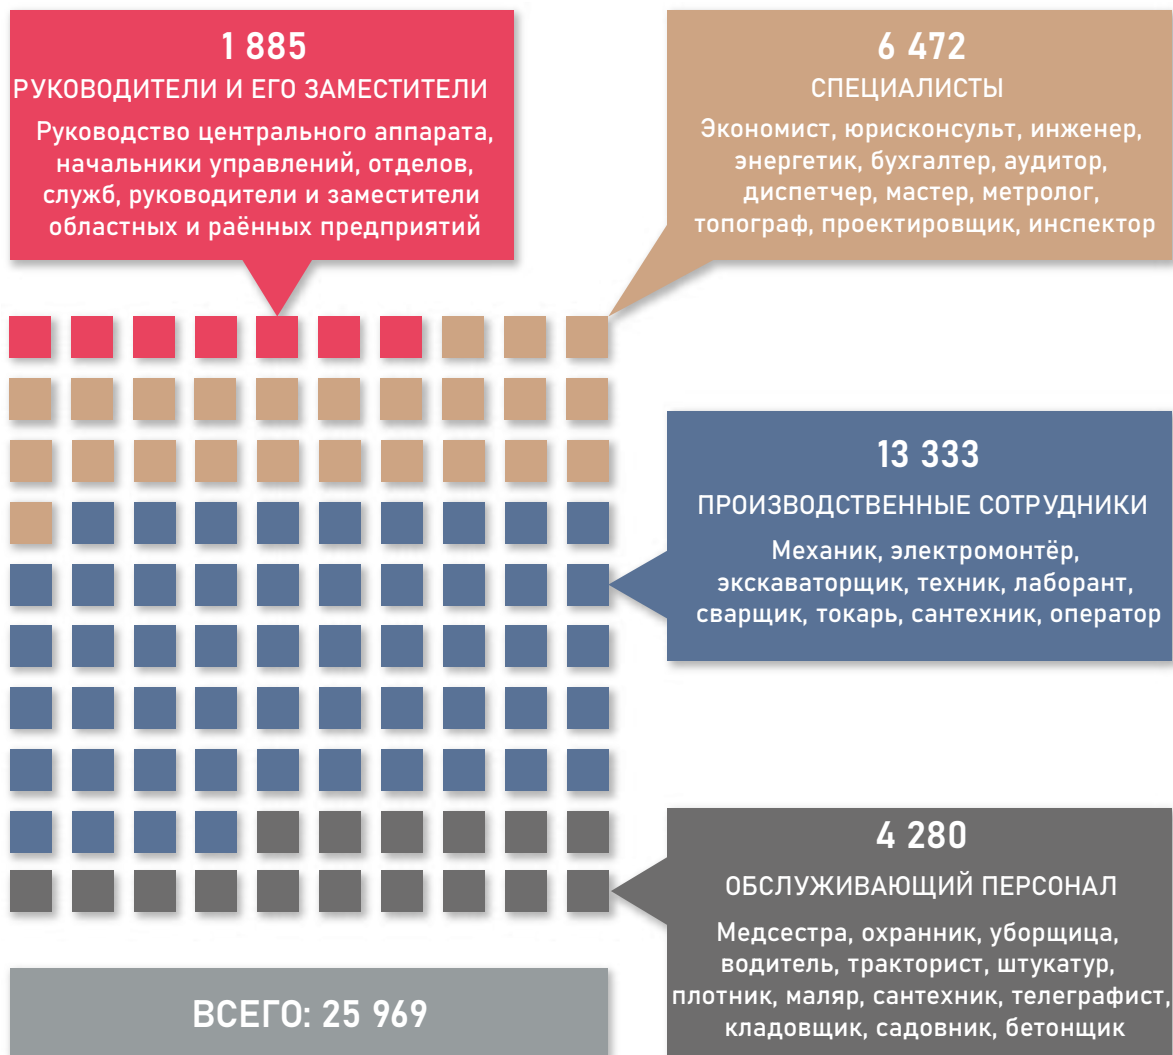 1 885
РУКОВОДИТЕЛИ И ЕГО ЗАМЕСТИТЕЛИ
Руководство центрального аппарата,
начальники управлений, отделов,
служб, руководители и заместители
областных и раённых предприятий
6 472
СПЕЦИАЛИСТЫ
Экономист, юрисконсульт, инженер,
энергетик, бухгалтер, аудитор,
диспетчер, мастер, метролог,
топограф, проектировщик, инспектор
13 333
ПРОИЗВОДСТВЕННЫЕ СОТРУДНИКИ
Механик, электромонтёр,
экскаваторщик, техник, лаборант,
сварщик, токарь, сантехник, оператор
4 280
ОБСЛУЖИВАЮЩИЙ ПЕРСОНАЛ
Медсестра, охранник, уборщица,
водитель, тракторист, штукатур,
плотник, маляр, сантехник, телеграфист,
кладовщик, садовник, бетонщик
ВСЕГО: 25 969